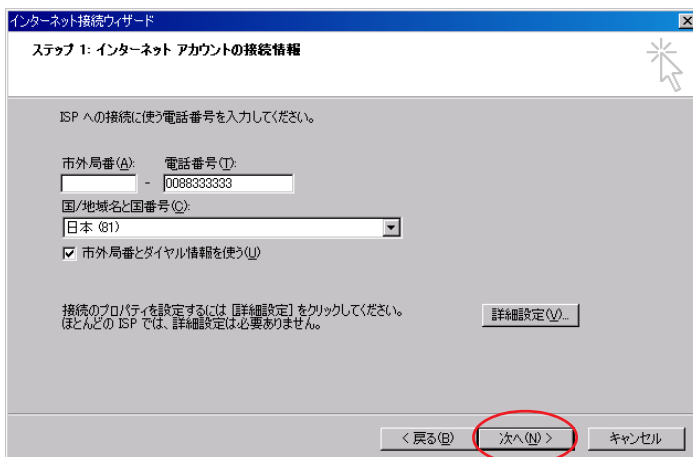 インターネット接続ウィザード
ステップ 1: インターネット アカウントの接続情報
ISP への接続に使う電話番号を入力してください。
市外局番(A): 電話番号(T):
- 0088333333
国/地域名と国番号(C):
日本 (81)
市外局番とダイヤル情報を使う(U)
接続のプロパティを設定するには [詳細設定] をクリックしてください。
ほとんどの ISP では、詳細設定は必要ありません。
詳細設定(V)...
< 戻る(B) 次へ(N) > キャンセル